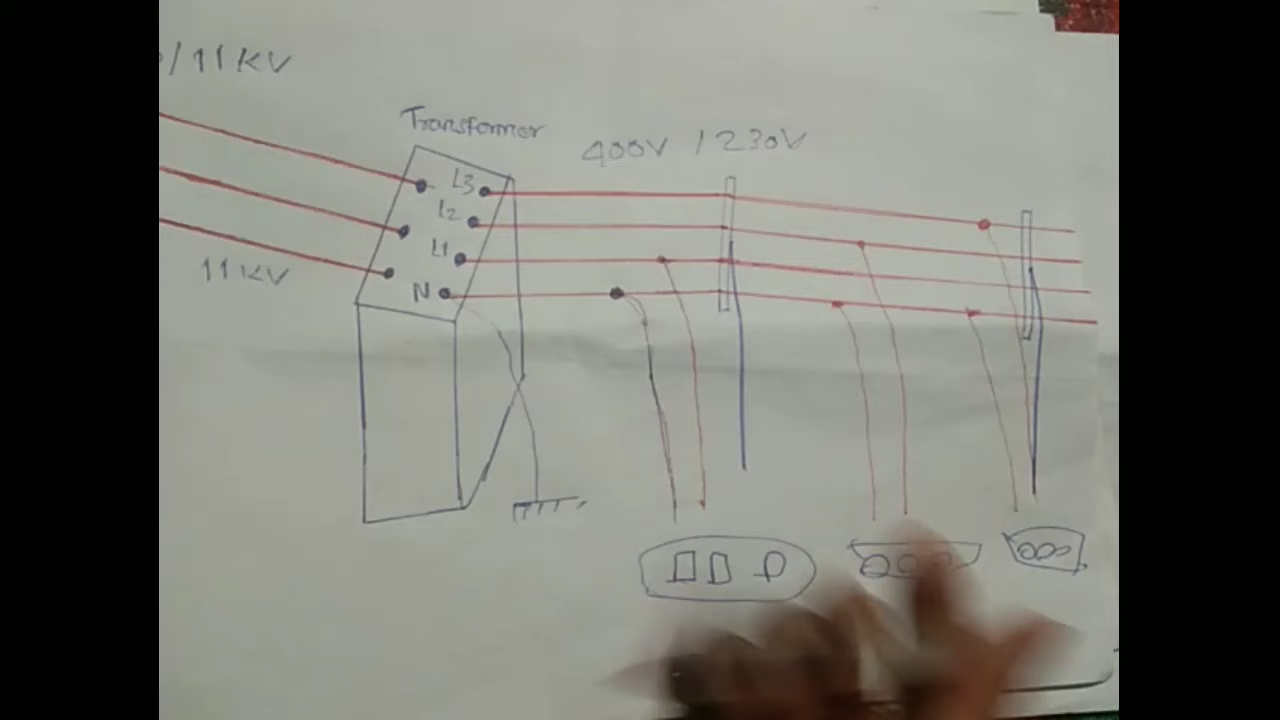 /11KV
Transformer
400V / 230V
L3
L2
L1
N
11KV